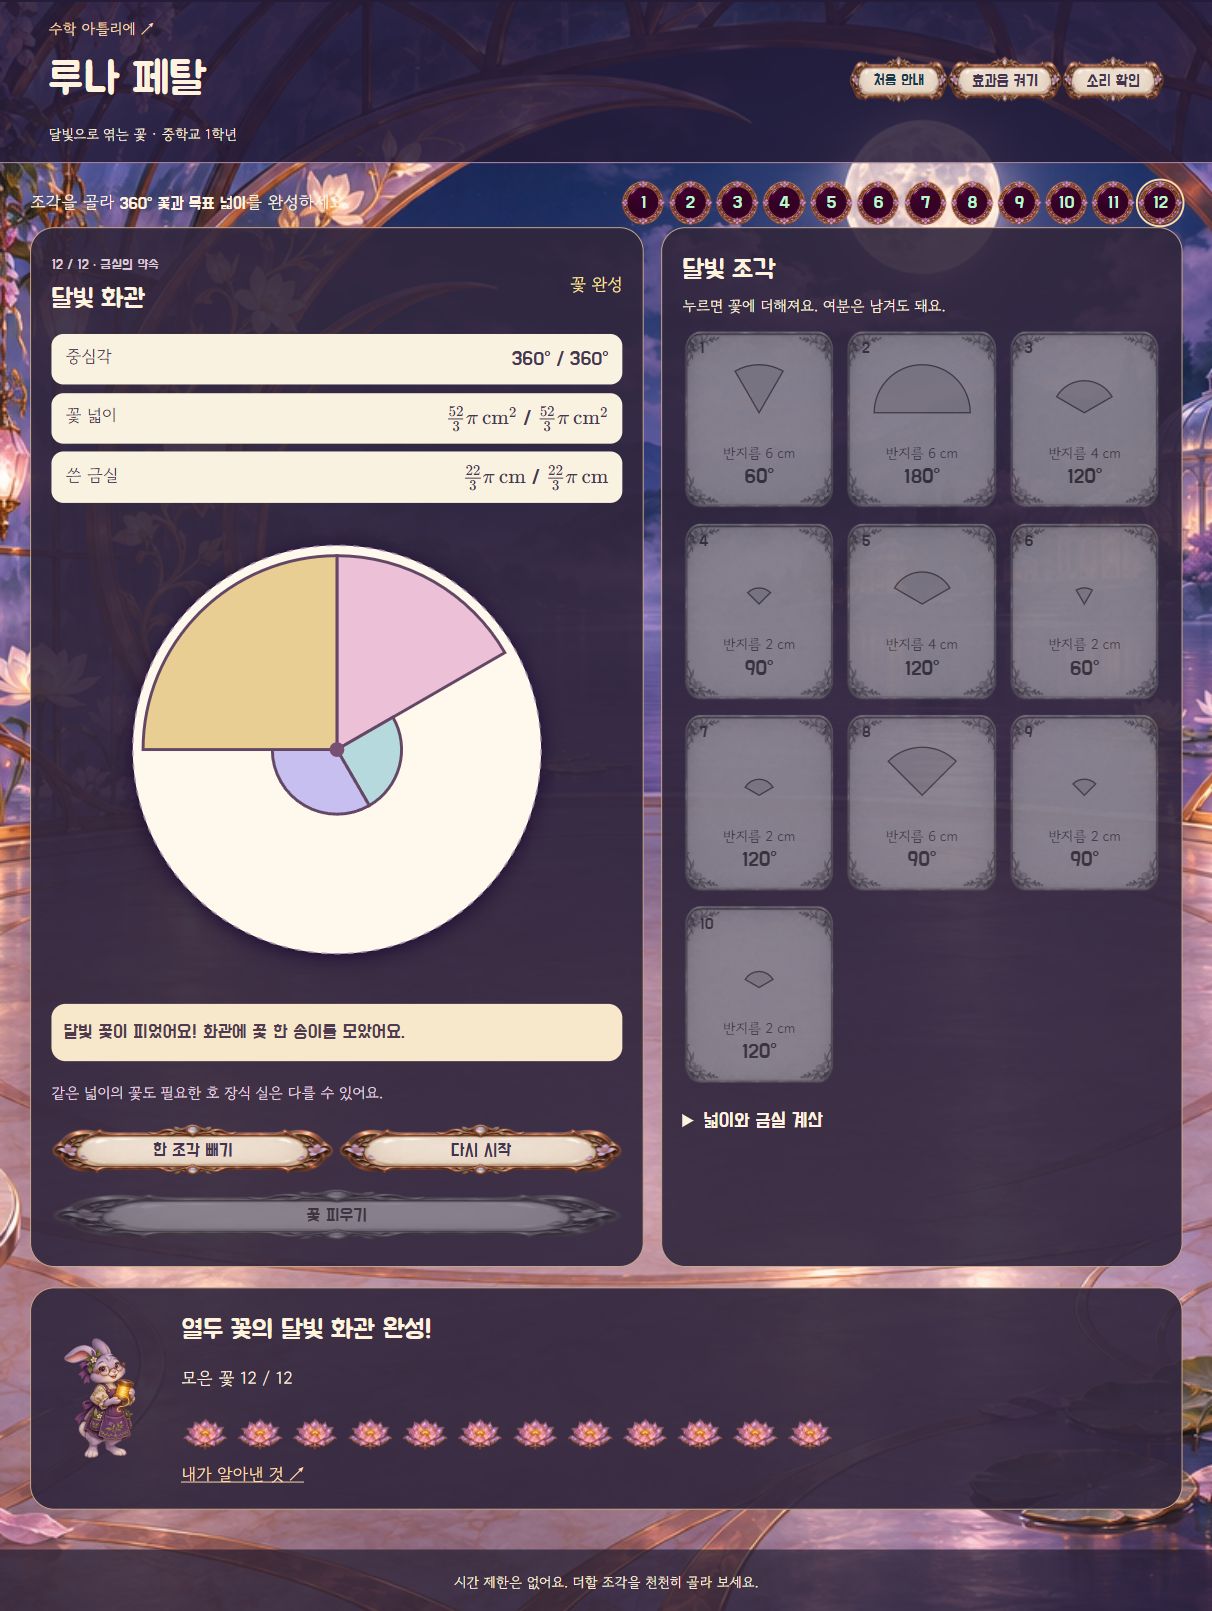 수학 아틀리에 ↗
루나 페탈
달빛으로 엮는 꽃 · 중학교 1학년
처음 안내
효과음 켜기
소리 확인
조각을 골라 360° 꽃과 목표 넓이를 완성하세요.
1 2 3 4 5 6 7 8 9 10 11 12
12 / 12 · 금실의 약속
달빛 화관
꽃 완성
중심각 360° / 360°
꽃 넓이 52/3 π cm² / 52/3 π cm²
쓴 금실 22/3 π cm / 22/3 π cm
달빛 꽃이 피었어요! 화관에 꽃 한 송이를 모았어요.
같은 넓이의 꽃도 필요한 호 장식 실은 다를 수 있어요.
한 조각 빼기
다시 시작
꽃 피우기
달빛 조각
누르면 꽃에 더해져요. 여분은 남겨도 돼요.
1
반지름 6 cm
60°
2
반지름 6 cm
180°
3
반지름 4 cm
120°
4
반지름 2 cm
90°
5
반지름 4 cm
120°
6
반지름 2 cm
60°
7
반지름 2 cm
120°
8
반지름 6 cm
90°
9
반지름 2 cm
90°
10
반지름 2 cm
120°
▶ 넓이와 금실 계산
열두 꽃의 달빛 화관 완성!
모은 꽃 12 / 12
내가 알아낸 것 ↗
시간 제한은 없어요. 더할 조각을 천천히 골라 보세요.